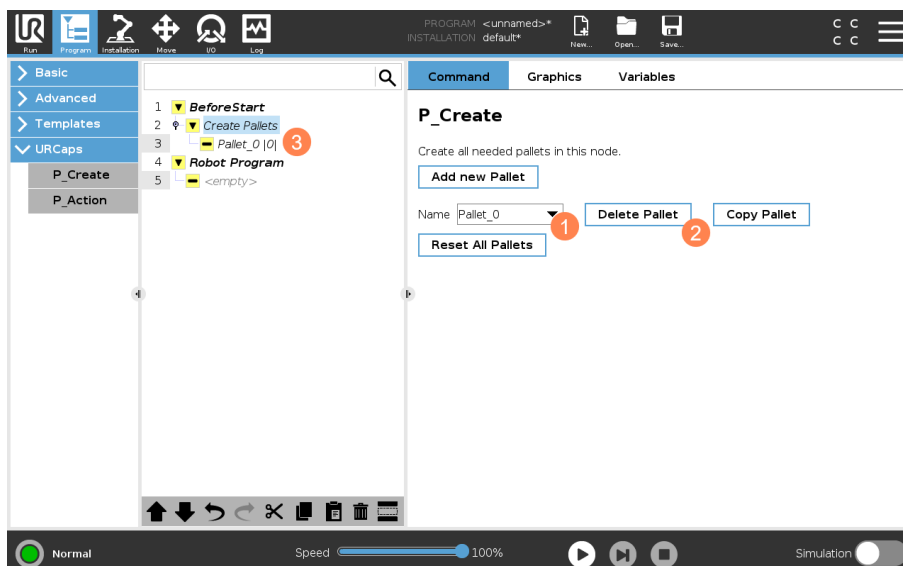 UR
Run
Program
Installation
Move
I/O
Log
PROGRAM <unnamed>*
INSTALLATION default*
New...
Open...
Save...
C C
C C
Basic
Advanced
Templates
URCaps
P_Create
P_Action
1 BeforeStart
2 Create Pallets
3 Pallet_0 |0| 3
4 Robot Program
5 <empty>
Command Graphics Variables
P_Create
Create all needed pallets in this node.
Add new Pallet
Name Pallet_0 1 Delete Pallet 2 Copy Pallet
Reset All Pallets
Normal
Speed 100%
Simulation